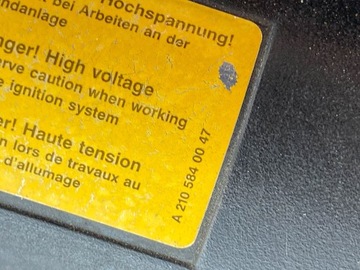 Hochspannung!
bei Arbeiten an der
ndanlage
nger! High voltage
erve caution when working
e ignition system
er! Haute tension
n lors de travaux au
d'allumage
A 210 584 00 47